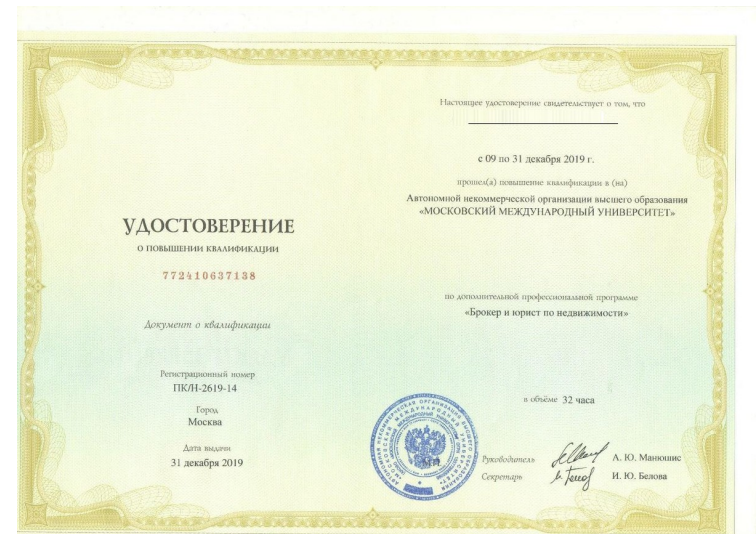 УДОСТОВЕРЕНИЕ
О ПОВЫШЕНИИ КВАЛИФИКАЦИИ
772410637138
Документ о квалификации
Регистрационный номер
ПК/Н-2619-14
Город
Москва
Дата выдачи
31 декабря 2019
Настоящее удостоверение свидетельствует о том, что
с 09 по 31 декабря 2019 г.
прошел(а) повышение квалификации в (на)
Автономной некоммерческой организации высшего образования
«МОСКОВСКИЙ МЕЖДУНАРОДНЫЙ УНИВЕРСИТЕТ»
по дополнительной профессиональной программе
«Брокер и юрист по недвижимости»
в объёме 32 часа
М.П.
Руководитель А. Ю. Манюшис
Секретарь И. Ю. Белова